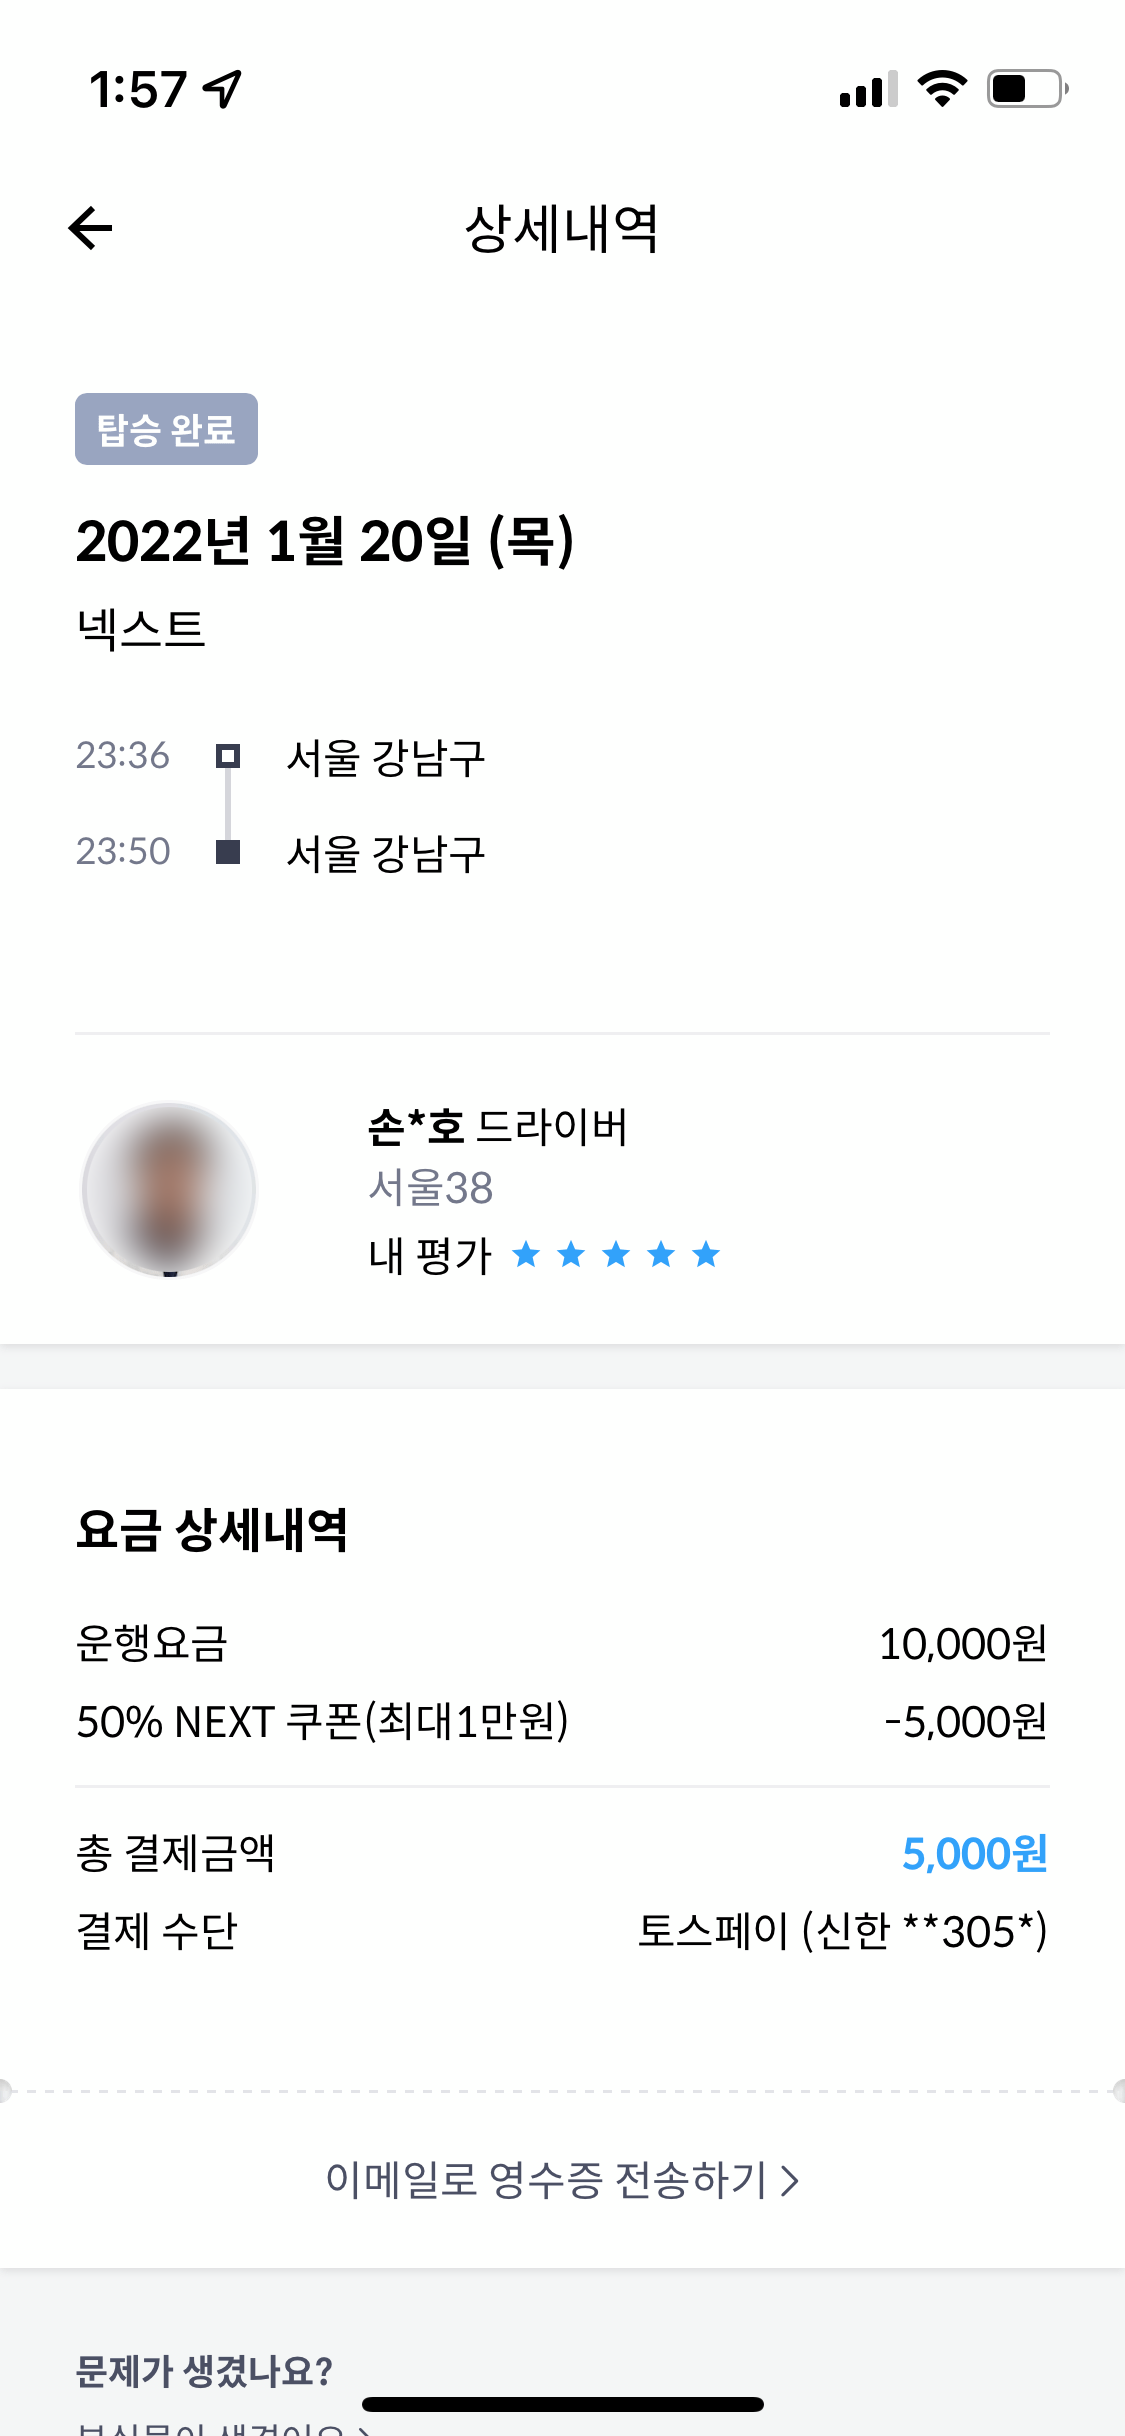 1:57
상세내역
탑승 완료
2022년 1월 20일 (목)
넥스트
23:36 서울 강남구
23:50 서울 강남구
손*호 드라이버
서울38
내 평가
요금 상세내역
운행요금 10,000원
50% NEXT 쿠폰(최대1만원) -5,000원
총 결제금액 5,000원
결제 수단 토스페이 (신한 **305*)
이메일로 영수증 전송하기
문제가 생겼나요?